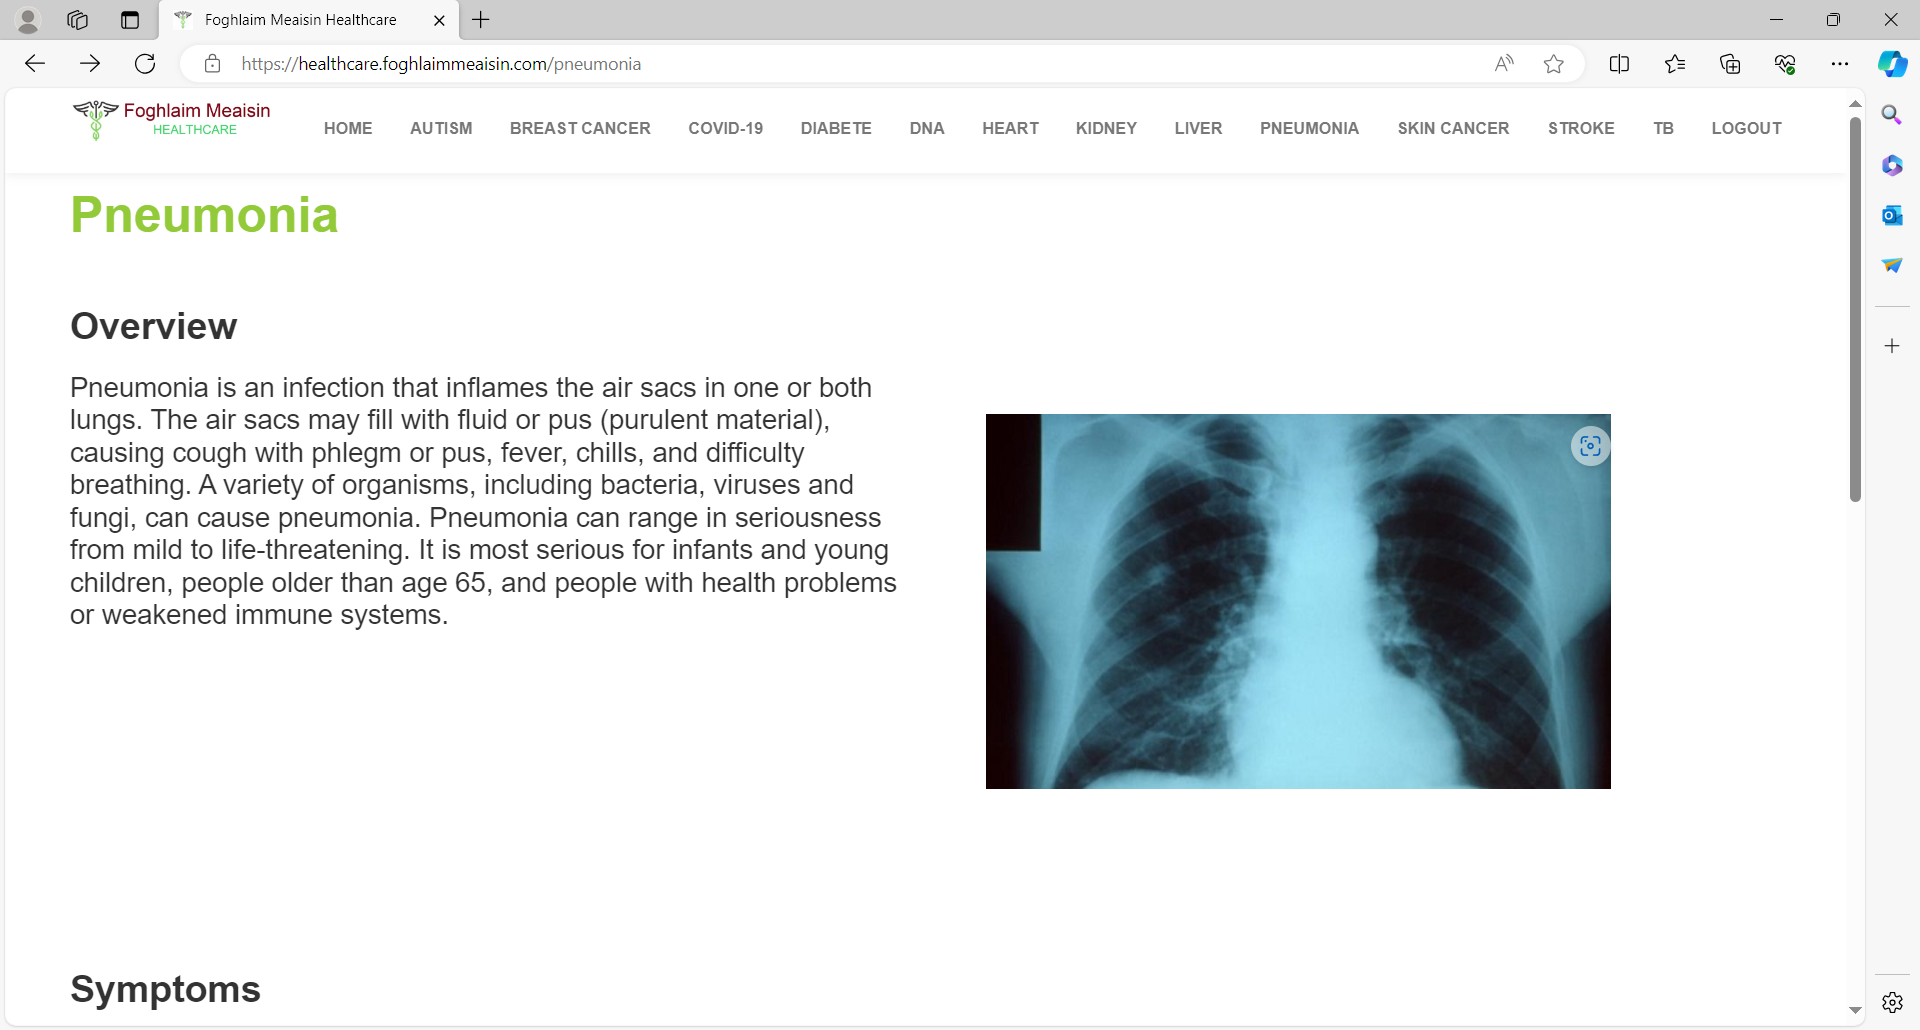 Foghlaim Meaisin Healthcare
https://healthcare.foghlaimmeaisin.com/pneumonia
Foghlaim Meaisin
HEALTHCARE
HOME AUTISM BREAST CANCER COVID-19 DIABETE DNA HEART KIDNEY LIVER PNEUMONIA SKIN CANCER STROKE TB LOGOUT
Pneumonia
Overview
Pneumonia is an infection that inflames the air sacs in one or both
lungs. The air sacs may fill with fluid or pus (purulent material),
causing cough with phlegm or pus, fever, chills, and difficulty
breathing. A variety of organisms, including bacteria, viruses and
fungi, can cause pneumonia. Pneumonia can range in seriousness
from mild to life-threatening. It is most serious for infants and young
children, people older than age 65, and people with health problems
or weakened immune systems.
Symptoms